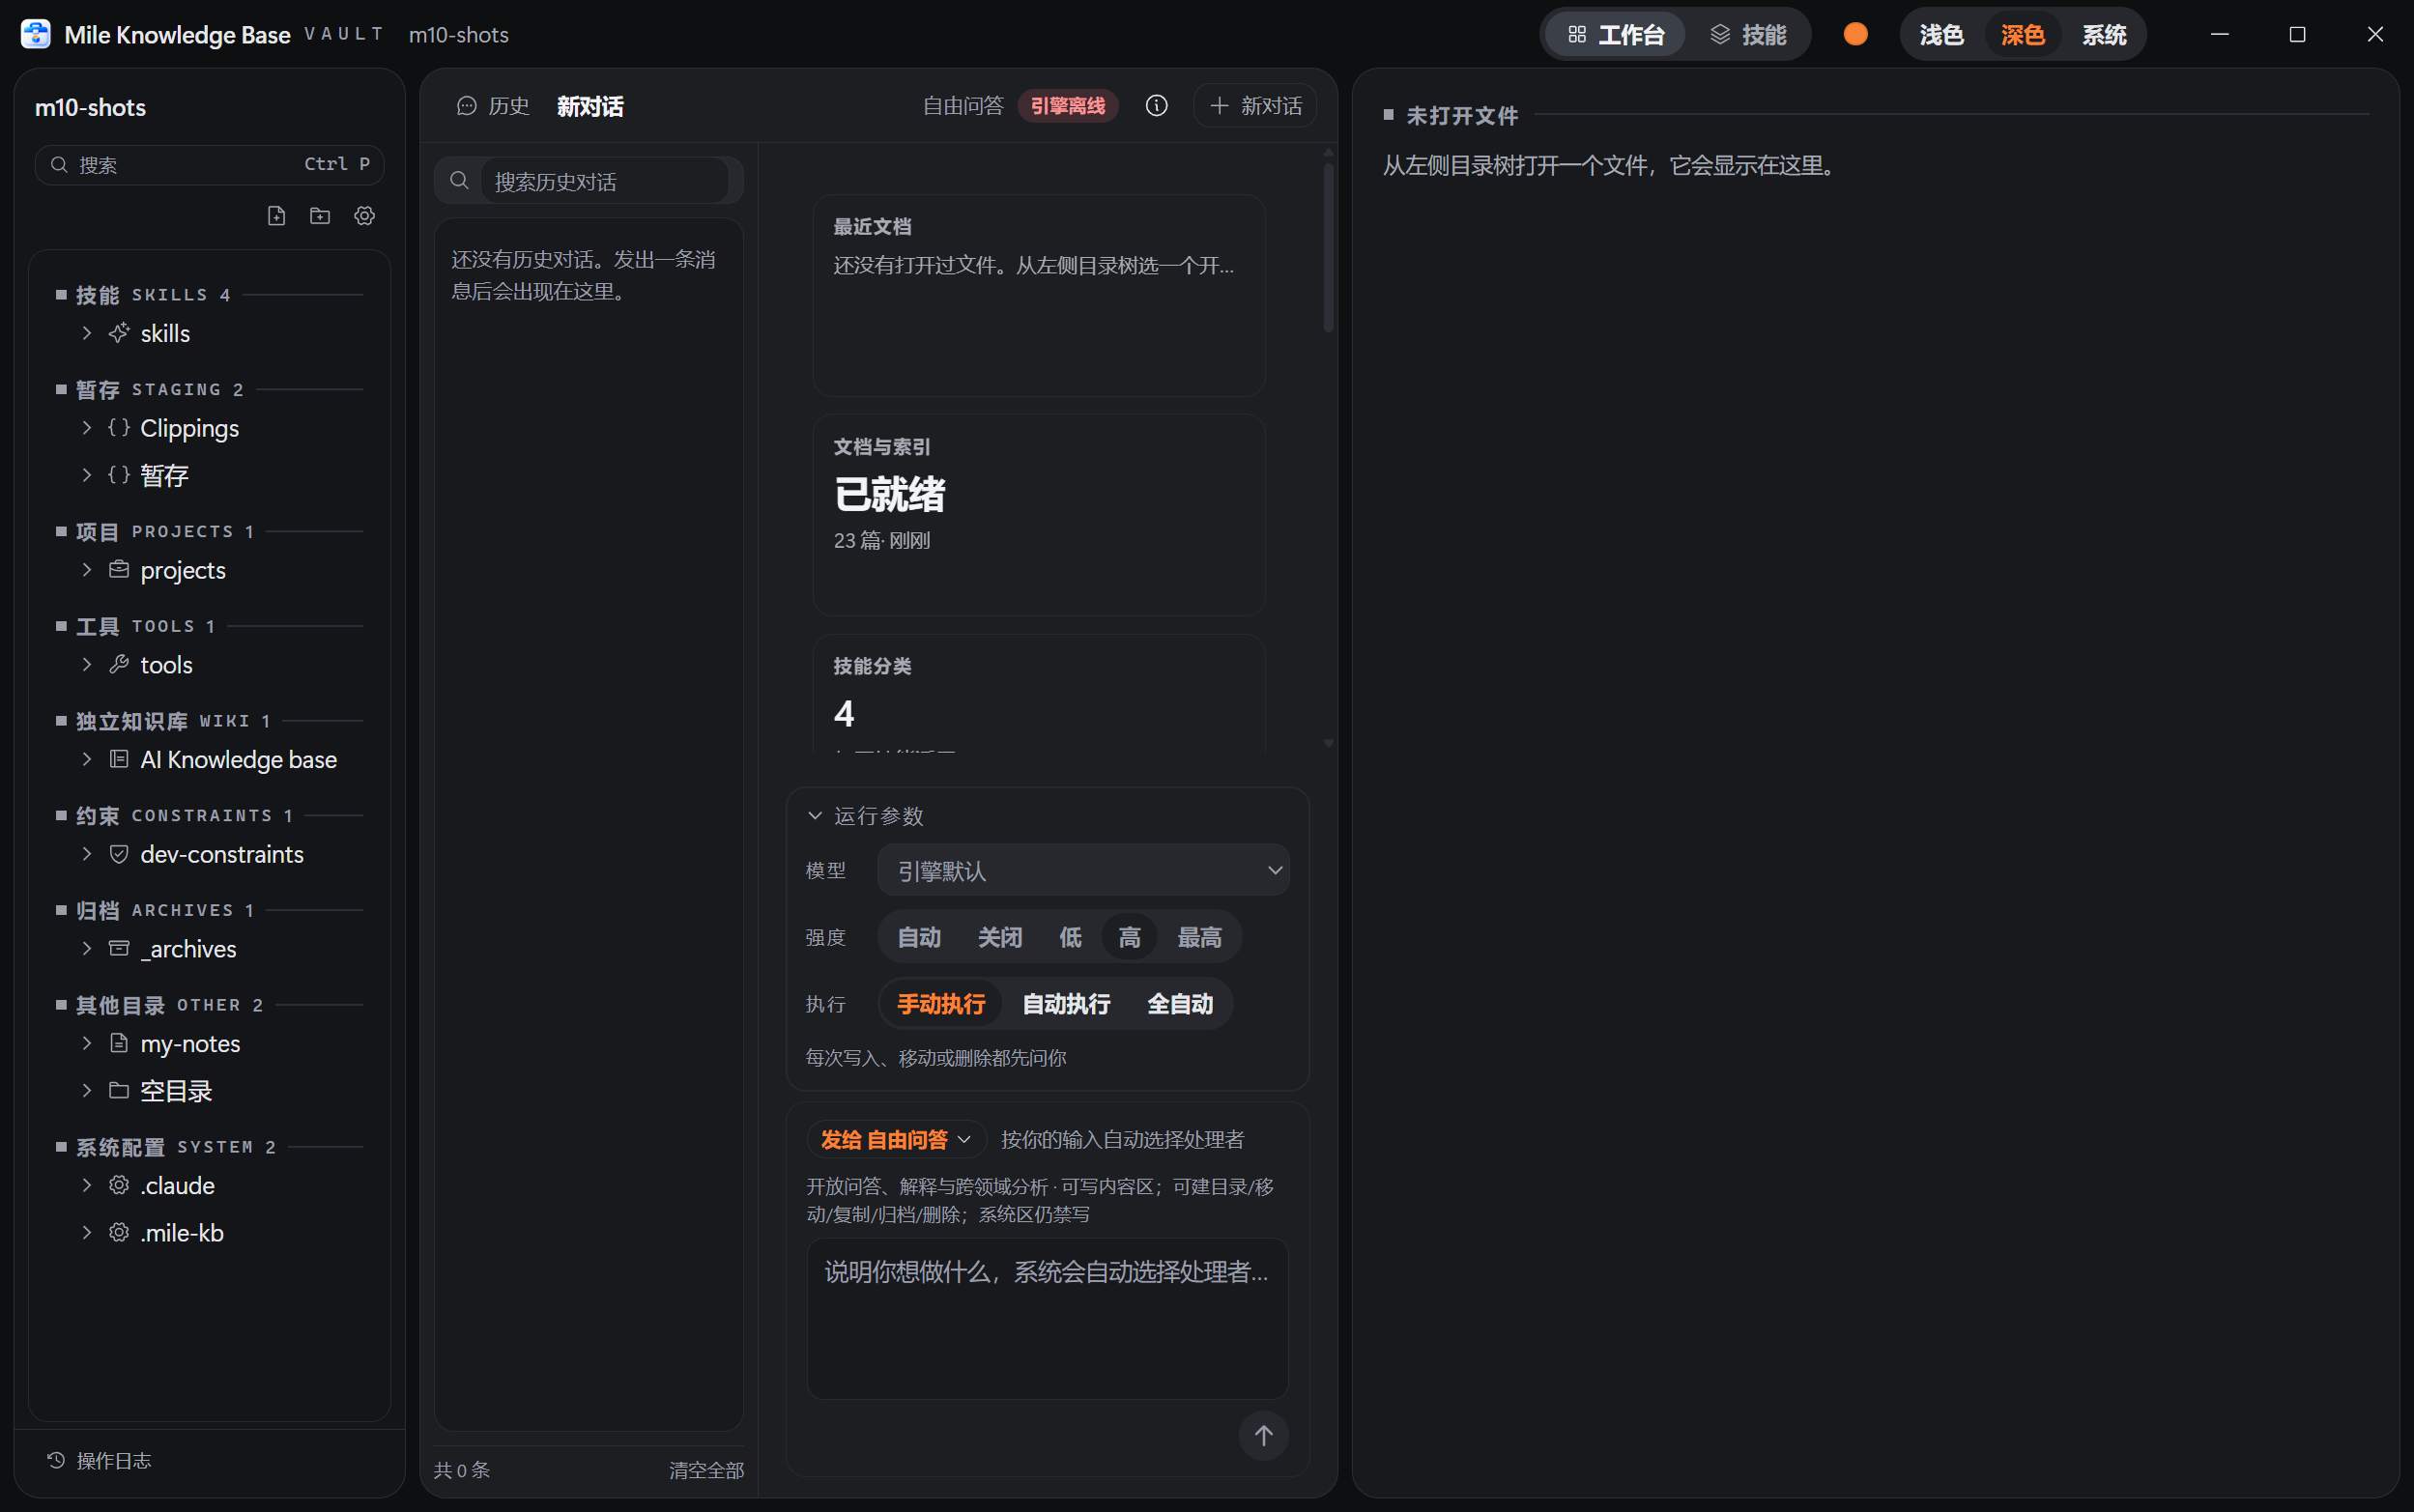 Mile Knowledge Base VAULT m10-shots
工作台 技能 浅色 深色 系统
m10-shots
搜索 Ctrl P
技能 SKILLS 4
skills
暂存 STAGING 2
Clippings
暂存
项目 PROJECTS 1
projects
工具 TOOLS 1
tools
独立知识库 WIKI 1
AI Knowledge base
约束 CONSTRAINTS 1
dev-constraints
归档 ARCHIVES 1
_archives
其他目录 OTHER 2
my-notes
空目录
系统配置 SYSTEM 2
.claude
.mile-kb
操作日志
历史 新对话 自由问答 引擎离线 新对话
搜索历史对话
还没有历史对话。发出一条消
息后会出现在这里。
共 0 条 清空全部
最近文档
还没有打开过文件。从左侧目录树选一个开...
文档与索引
已就绪
23 篇· 刚刚
技能分类
4
运行参数
模型 引擎默认
强度 自动 关闭 低 高 最高
执行 手动执行 自动执行 全自动
每次写入、移动或删除都先问你
发给 自由问答 按你的输入自动选择处理者
开放问答、解释与跨领域分析 · 可写内容区；可建目录/移
动/复制/归档/删除；系统区仍禁写
说明你想做什么，系统会自动选择处理者...
未打开文件
从左侧目录树打开一个文件，它会显示在这里。